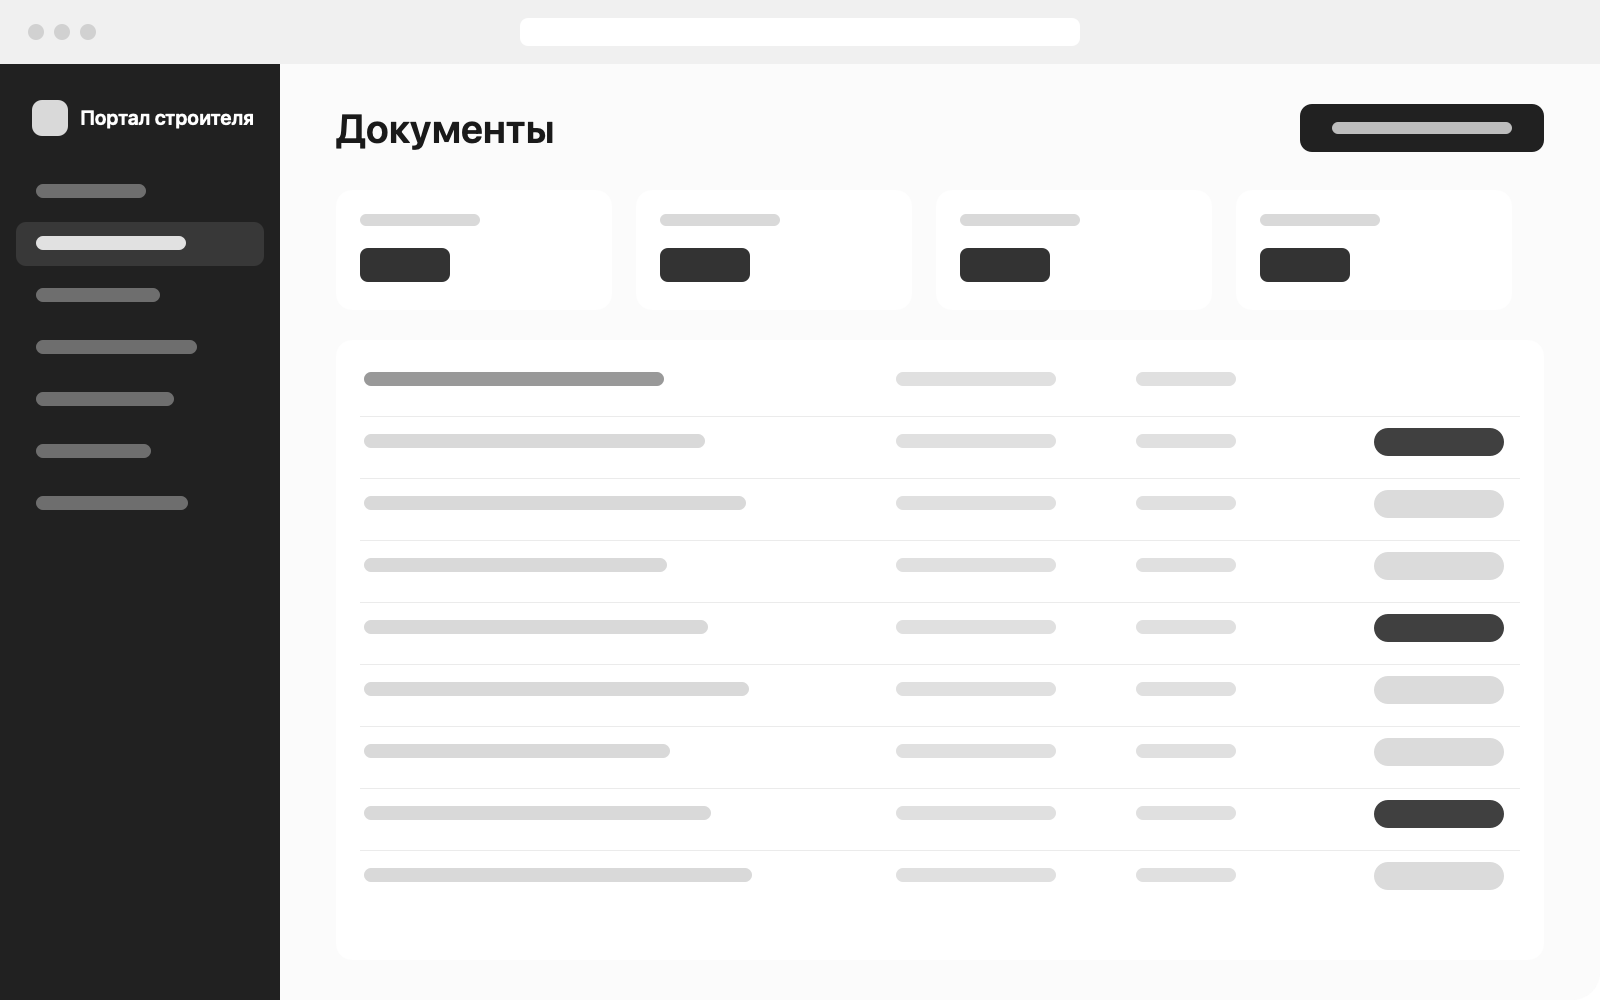 Портал строителя
Документы